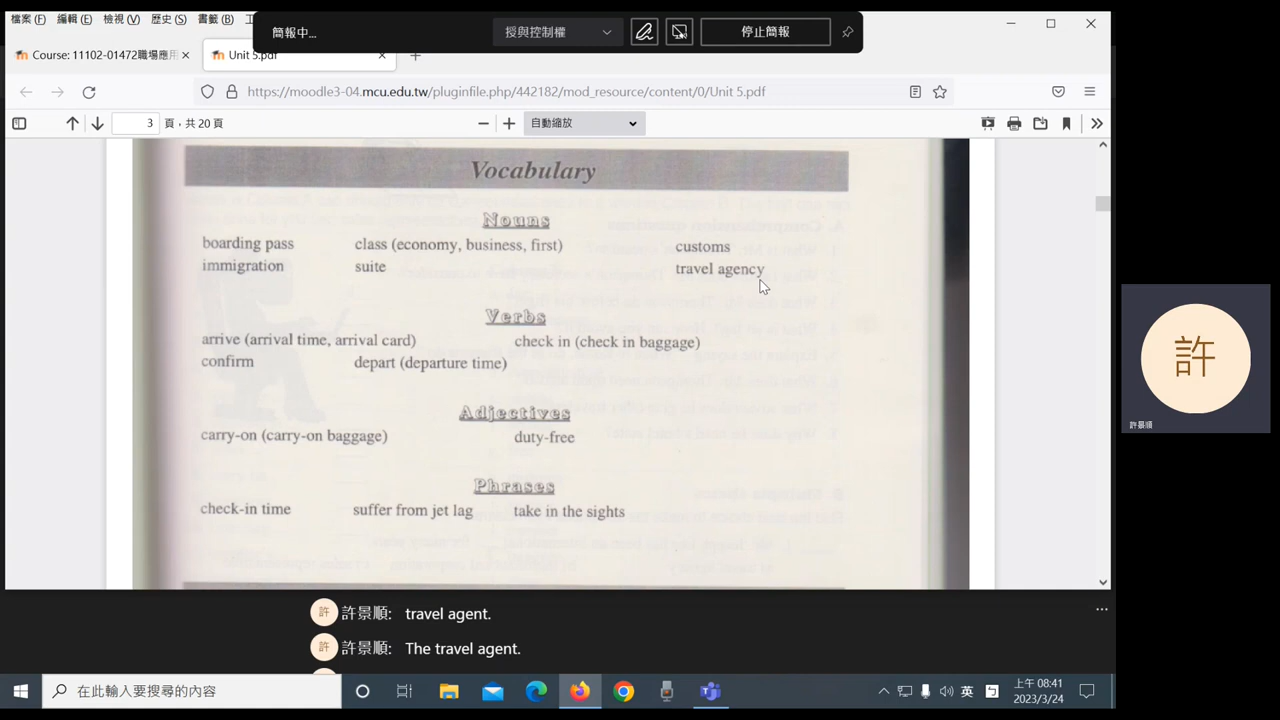 檔案 (F) 編輯 (E) 檢視 (V) 歷史 (S) 書籤 (B)
簡報中...
授與控制權
停止簡報
Course: 11102-01472職場應用
Unit 5.pdf
https://moodle3-04.mcu.edu.tw/pluginfile.php/442182/mod_resource/content/0/Unit 5.pdf
3 頁，共 20 頁
自動縮放
Vocabulary
Nouns
boarding pass class (economy, business, first) customs
immigration suite travel agency
Verbs
arrive (arrival time, arrival card) check in (check in baggage)
confirm depart (departure time)
Adjectives
carry-on (carry-on baggage) duty-free
Phrases
check-in time suffer from jet lag take in the sights
許
許景順
許 許景順: travel agent.
許 許景順: The travel agent.
在此輸入要搜尋的內容
英
上午 08:41
2023/3/24